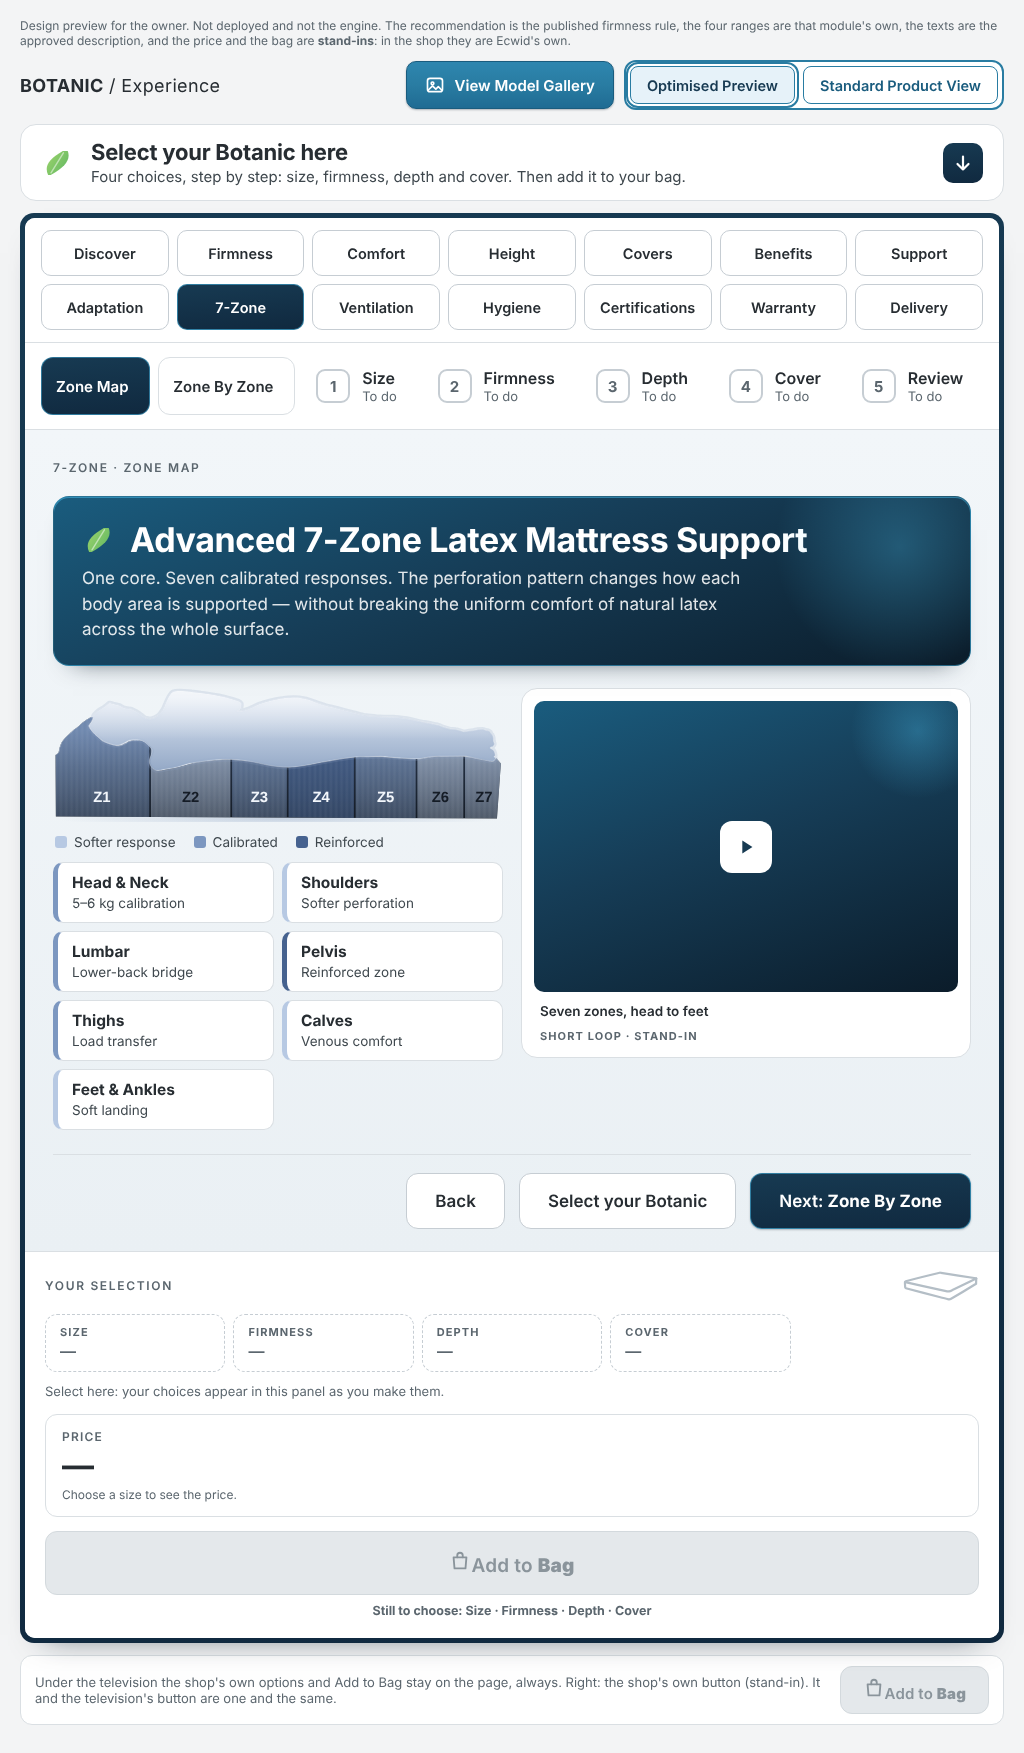 Design preview for the owner. Not deployed and not the engine. The recommendation is the published firmness rule, the four ranges are that module's own, the texts are the
approved description, and the price and the bag are stand-ins: in the shop they are Ecwid's own.
BOTANIC / Experience
View Model Gallery
Optimised Preview
Standard Product View
Select your Botanic here
Four choices, step by step: size, firmness, depth and cover. Then add it to your bag.
Discover
Firmness
Comfort
Height
Covers
Benefits
Support
Adaptation
7-Zone
Ventilation
Hygiene
Certifications
Warranty
Delivery
Zone Map
Zone By Zone
1
Size
To do
2
Firmness
To do
3
Depth
To do
4
Cover
To do
5
Review
To do
7-ZONE · ZONE MAP
Advanced 7-Zone Latex Mattress Support
One core. Seven calibrated responses. The perforation pattern changes how each
body area is supported — without breaking the uniform comfort of natural latex
across the whole surface.
Z1
Z2
Z3
Z4
Z5
Z6
Z7
Softer response
Calibrated
Reinforced
Head & Neck
5–6 kg calibration
Shoulders
Softer perforation
Lumbar
Lower-back bridge
Pelvis
Reinforced zone
Thighs
Load transfer
Calves
Venous comfort
Feet & Ankles
Soft landing
Seven zones, head to feet
SHORT LOOP · STAND-IN
Back
Select your Botanic
Next: Zone By Zone
YOUR SELECTION
SIZE
—
FIRMNESS
—
DEPTH
—
COVER
—
Select here: your choices appear in this panel as you make them.
PRICE
—
Choose a size to see the price.
Add to Bag
Still to choose: Size · Firmness · Depth · Cover
Under the television the shop's own options and Add to Bag stay on the page, always. Right: the shop's own button (stand-in). It
and the television's button are one and the same.
Add to Bag